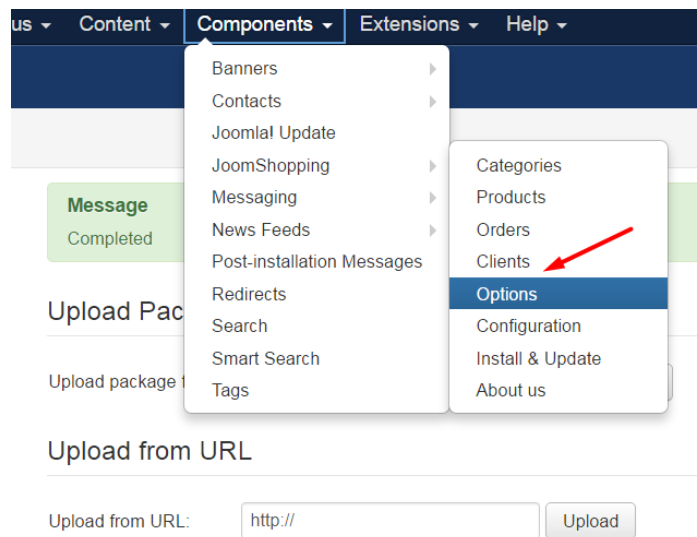 us Content Components Extensions Help
Banners
Contacts
Joomla! Update
JoomShopping
Messaging
News Feeds
Post-installation Messages
Redirects
Search
Smart Search
Tags
Categories
Products
Orders
Clients
Options
Configuration
Install & Update
About us
Message
Completed
Upload Pac
Upload package f
Upload from URL
Upload from URL: http:// Upload